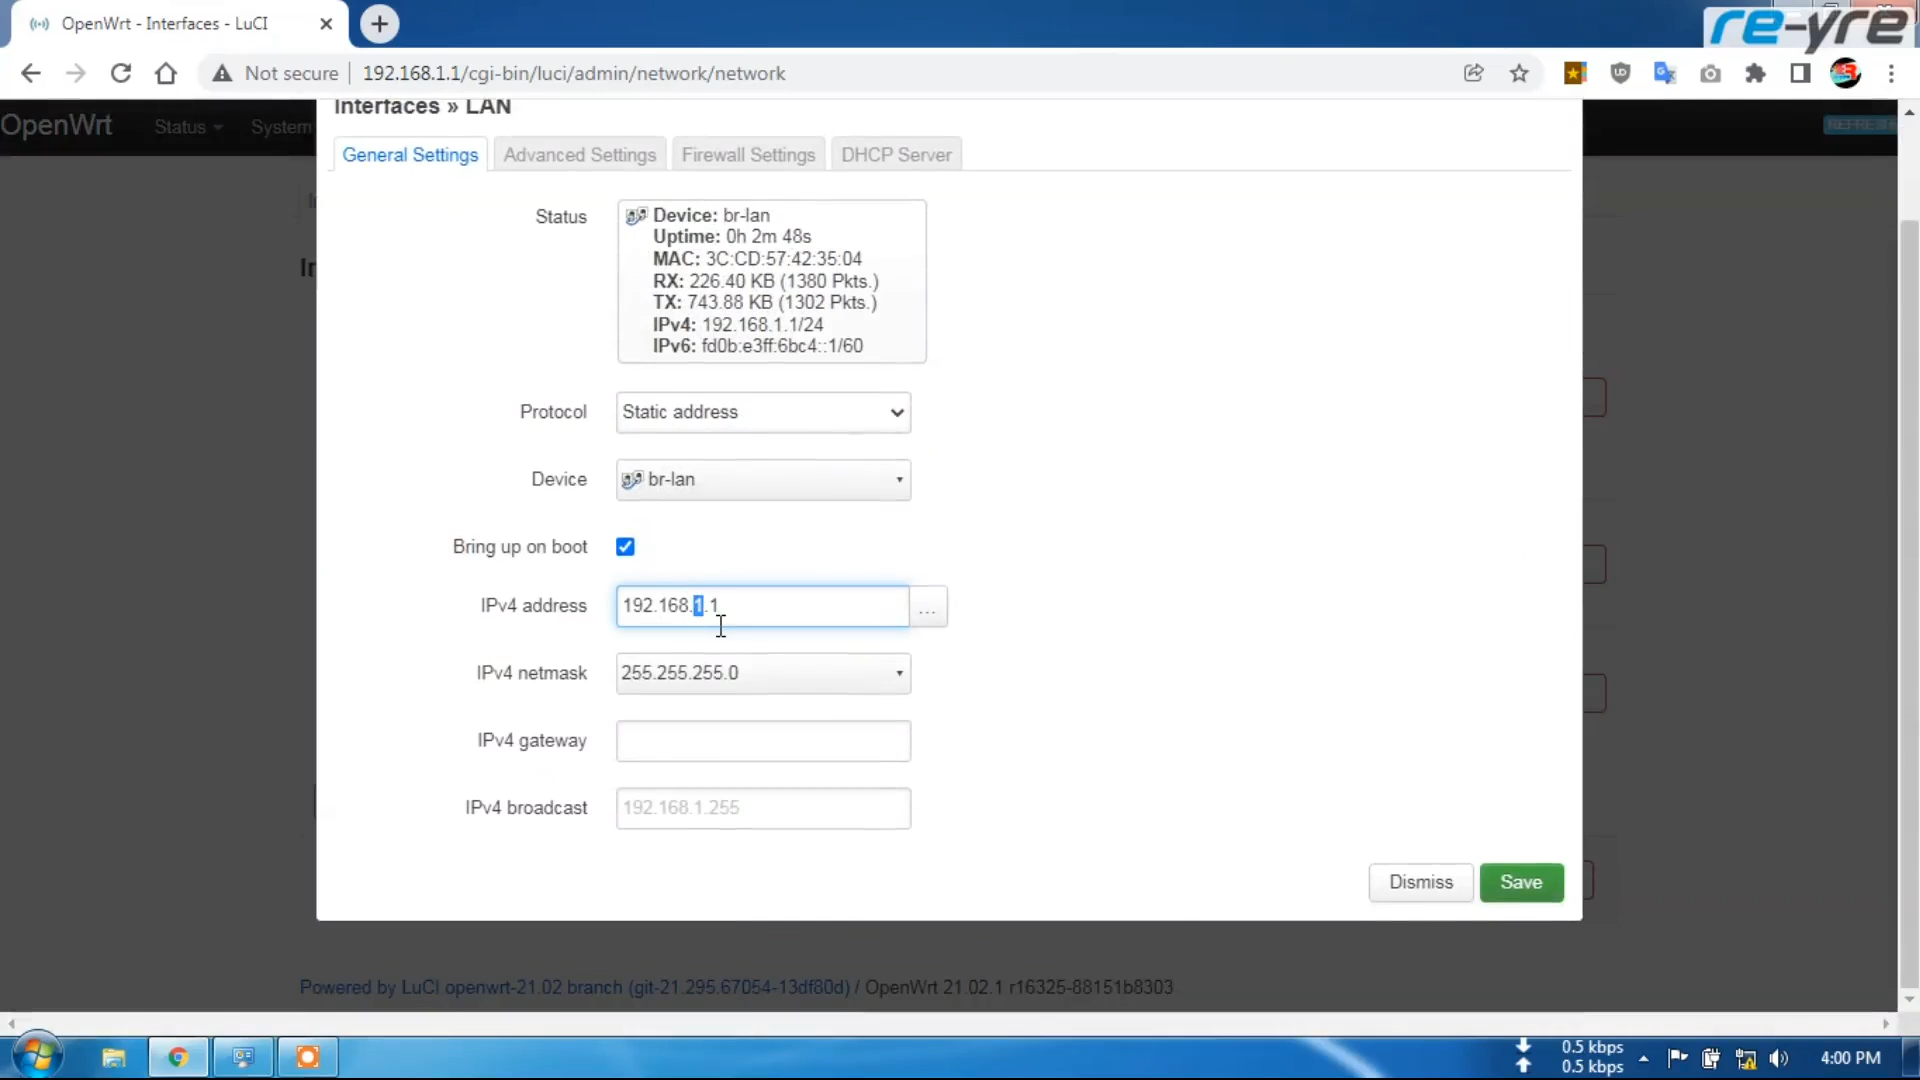 OpenWrt - Interfaces - LuCI
re-yre
Not secure
192.168.1.1/cgi-bin/luci/admin/network/network
Interfaces » LAN
OpenWrt
Status
System
General Settings
Advanced Settings
Firewall Settings
DHCP Server
Status
Device: br-lan
Uptime: 0h 2m 48s
MAC: 3C:CD:57:42:35:04
RX: 226.40 KB (1380 Pkts.)
TX: 743.88 KB (1302 Pkts.)
IPv4: 192.168.1.1/24
IPv6: fd0b:e3ff:6bc4::1/60
Protocol
Static address
Device
br-lan
Bring up on boot
IPv4 address
192.168.1.1
...
IPv4 netmask
255.255.255.0
IPv4 gateway
IPv4 broadcast
192.168.1.255
Dismiss
Save
Powered by LuCI openwrt-21.02 branch (git-21.295.67054-13df80d) / OpenWrt 21.02.1 r16325-88151b8303
0.5 kbps
0.5 kbps
4:00 PM